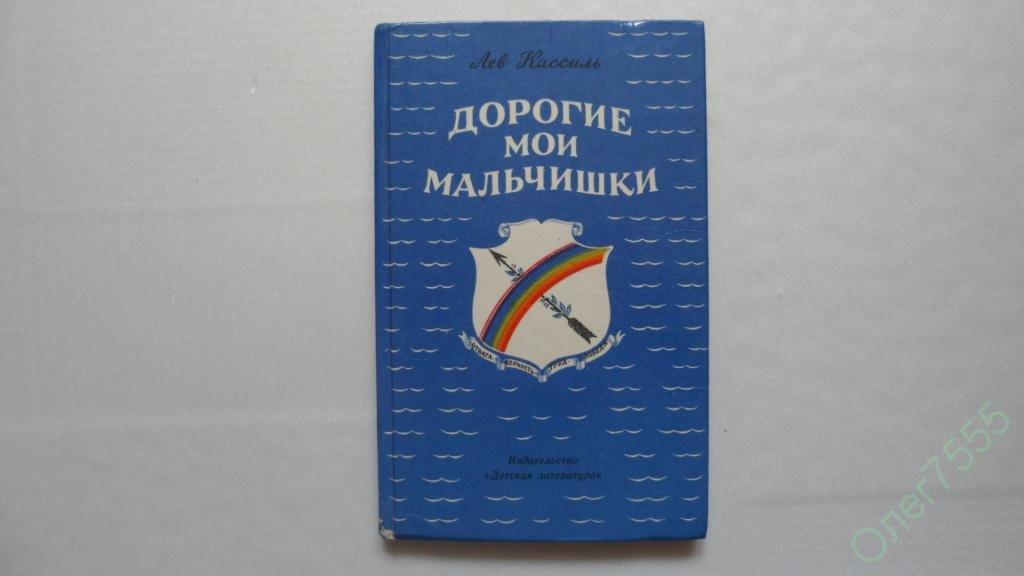 Лев Кассиль
ДОРОГИЕ
МОИ
МАЛЬЧИШКИ
ОТВАГА · ВЕРНОСТЬ · ТРУД · ПОБЕДА
Издательство
«Детская литература»
Олег7555